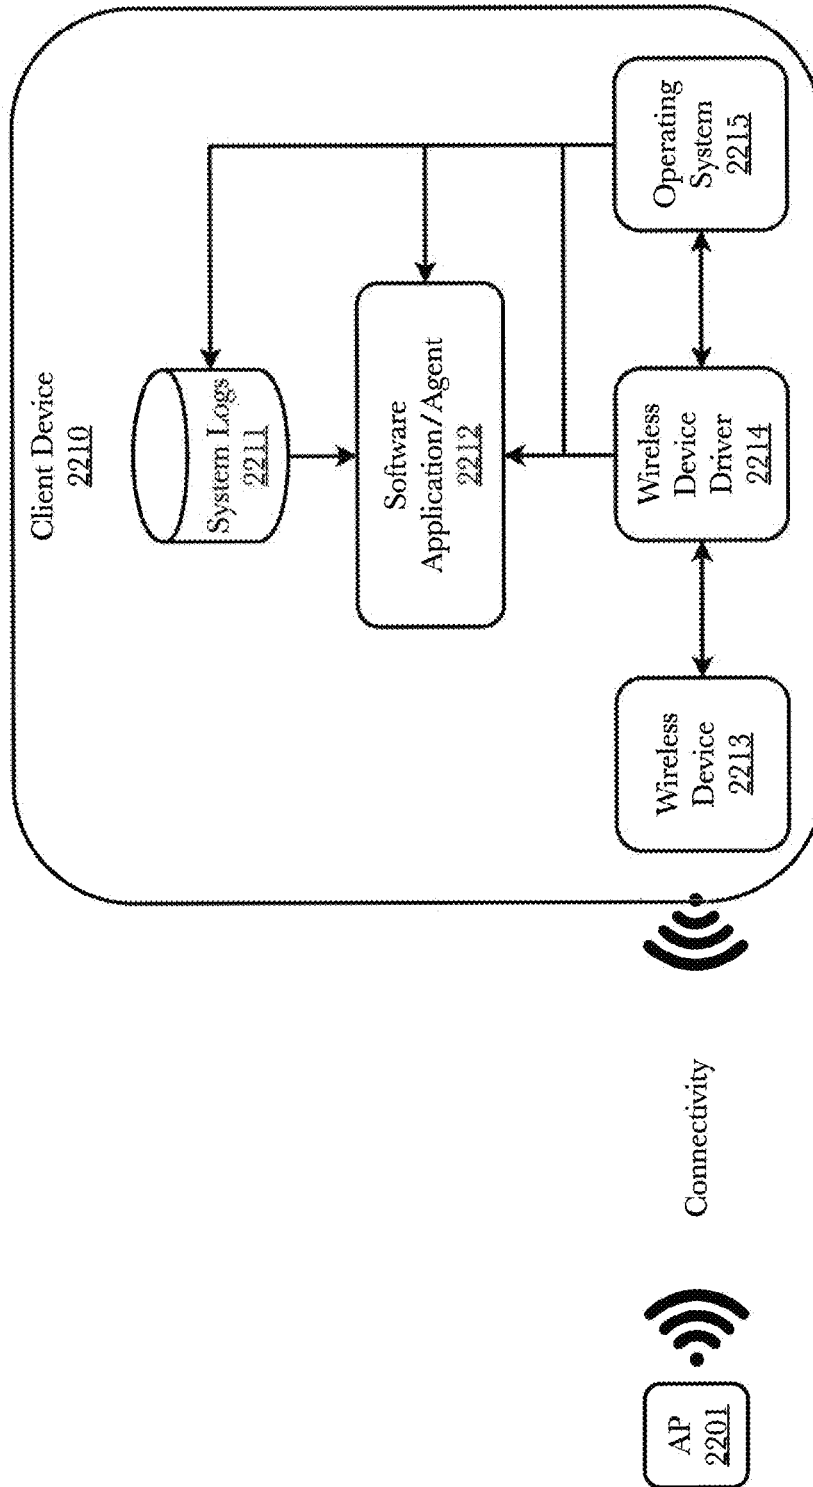 Client Device
2210
System Logs
2211
Software
Application/Agent
2212
AP
2201
Connectivity
Wireless
Device
2213
Wireless
Device
Driver
2214
Operating
System
2215